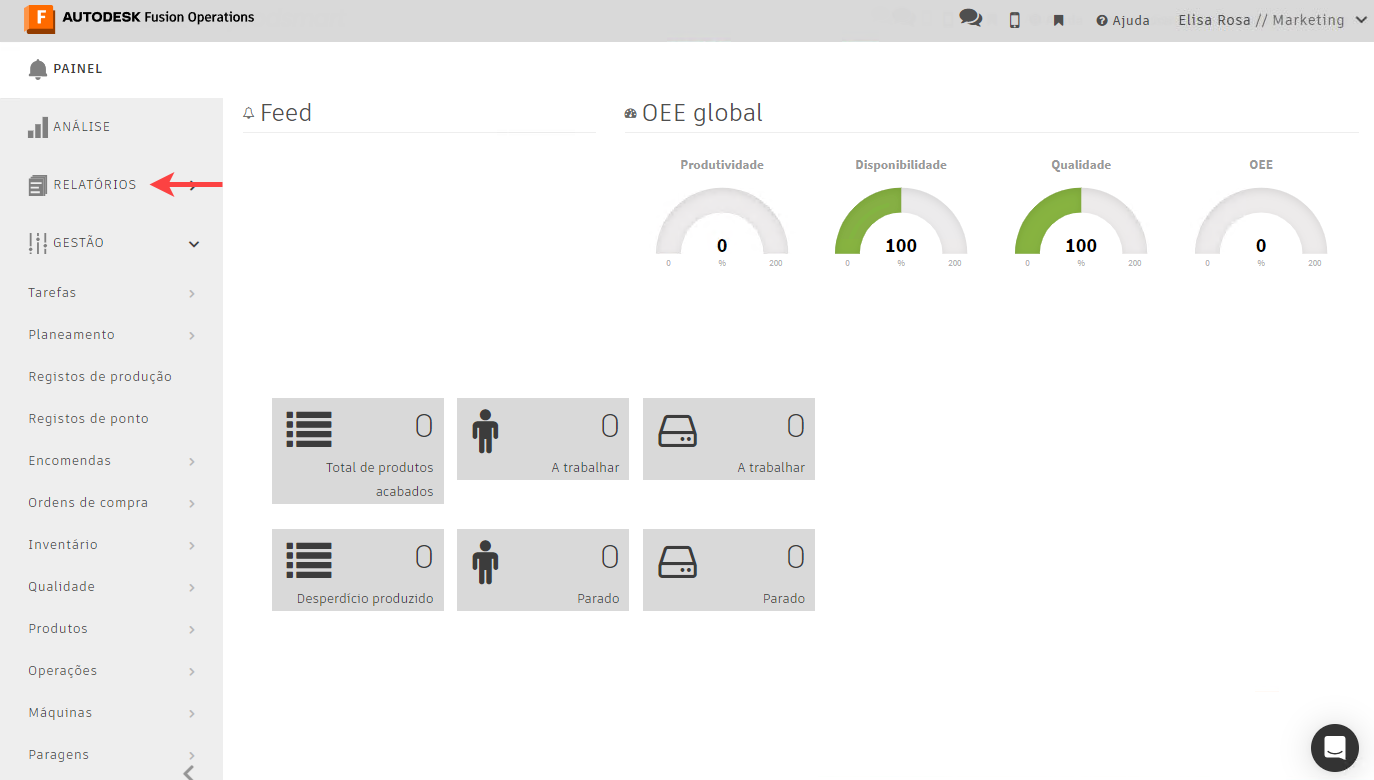 AUTODESK Fusion Operations
Ajuda
Elisa Rosa // Marketing
PAINEL
ANÁLISE
RELATÓRIOS
GESTÃO
Tarefas
Planeamento
Registos de produção
Registos de ponto
Encomendas
Ordens de compra
Inventário
Qualidade
Produtos
Operações
Máquinas
Paragens
Feed
OEE global
Produtividade
0
0 % 200
Disponibilidade
100
0 % 200
Qualidade
100
0 % 200
OEE
0
0 % 200
0
Total de produtos
acabados
0
A trabalhar
0
A trabalhar
0
Desperdício produzido
0
Parado
0
Parado